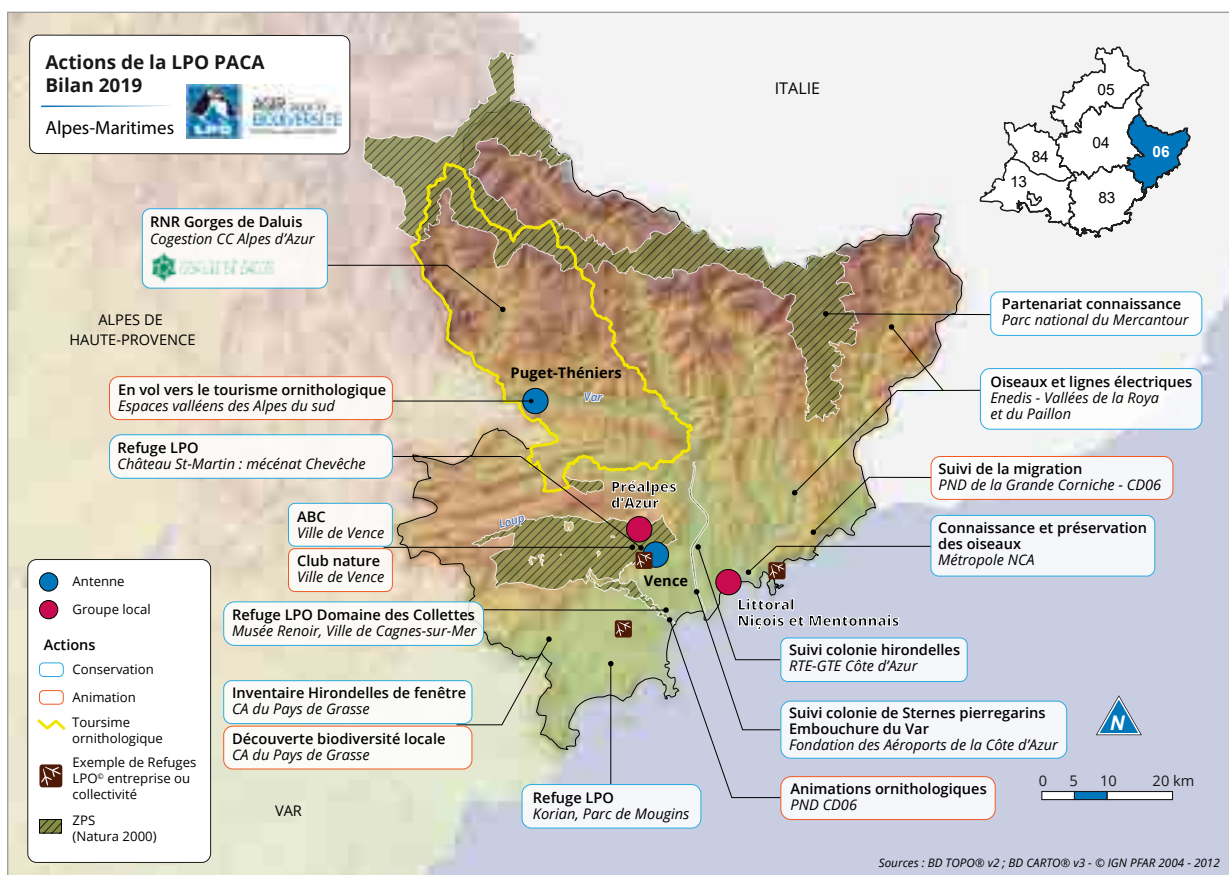 Actions de la LPO PACA
Bilan 2019
Alpes-Maritimes
LPO
AGIR pour la
BIODIVERSITÉ
ITALIE
05
04
06
84
13
83
RNR Gorges de Daluis
Cogestion CC Alpes d'Azur
GORGES DE DALUIS
ALPES DE
HAUTE-PROVENCE
Partenariat connaissance
Parc national du Mercantour
Puget-Théniers
Var
En vol vers le tourisme ornithologique
Espaces valléens des Alpes du sud
Oiseaux et lignes électriques
Enedis - Vallées de la Roya
et du Paillon
Refuge LPO
Château St-Martin : mécénat Chevêche
Suivi de la migration
PND de la Grande Corniche - CD06
Préalpes
d'Azur
Loup
ABC
Ville de Vence
Club nature
Ville de Vence
Connaissance et préservation
des oiseaux
Métropole NCA
Vence
Littoral
Niçois et Mentonnais
Refuge LPO Domaine des Collettes
Musée Renoir, Ville de Cagnes-sur-Mer
Suivi colonie hirondelles
RTE-GTE Côte d'Azur
Inventaire Hirondelles de fenêtre
CA du Pays de Grasse
Découverte biodiversité locale
CA du Pays de Grasse
Suivi colonie de Sternes pierregarins
Embouchure du Var
Fondation des Aéroports de la Côte d'Azur
Refuge LPO
Korian, Parc de Mougins
Animations ornithologiques
PND CD06
VAR
Antenne
Groupe local
Actions
Conservation
Animation
Toursime
ornithologique
Exemple de Refuges
LPO© entreprise ou
collectivité
ZPS
(Natura 2000)
N
0 5 10 20 km
Sources : BD TOPO® v2 ; BD CARTO® v3 - © IGN PFAR 2004 - 2012